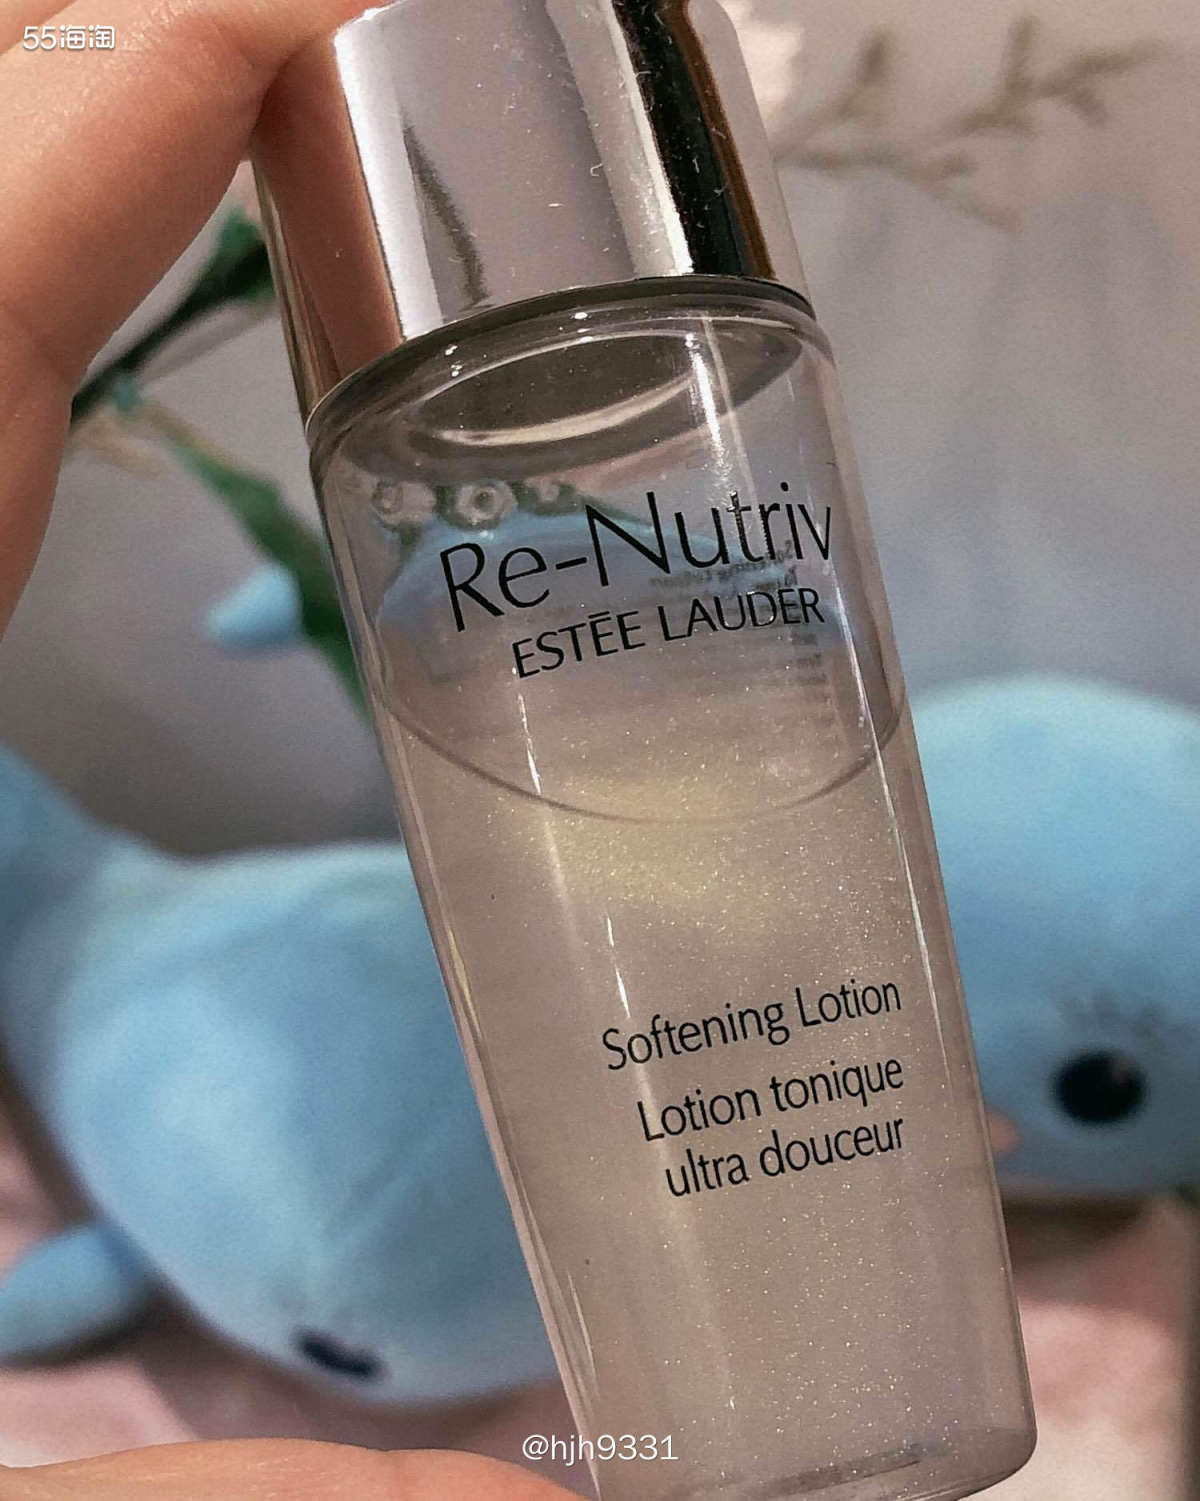 55海淘
Re-Nutriv
ESTĒE LAUDER
Softening Lotion
Lotion tonique
ultra douceur
@hjh9331